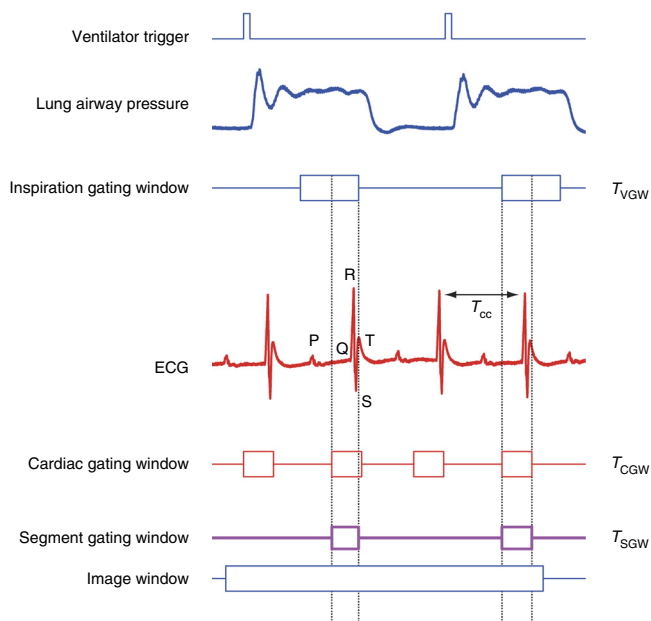 Ventilator trigger
Lung airway pressure
Inspiration gating window
T_VGW
R
T_cc
P
Q
T
ECG
S
Cardiac gating window
T_CGW
Segment gating window
T_SGW
Image window